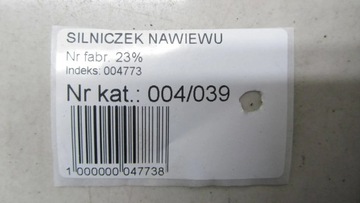 SILNICZEK NAWIEWU
Nr fabr. 23%
Indeks: 004773
Nr kat.: 004/039
1 000000 047738